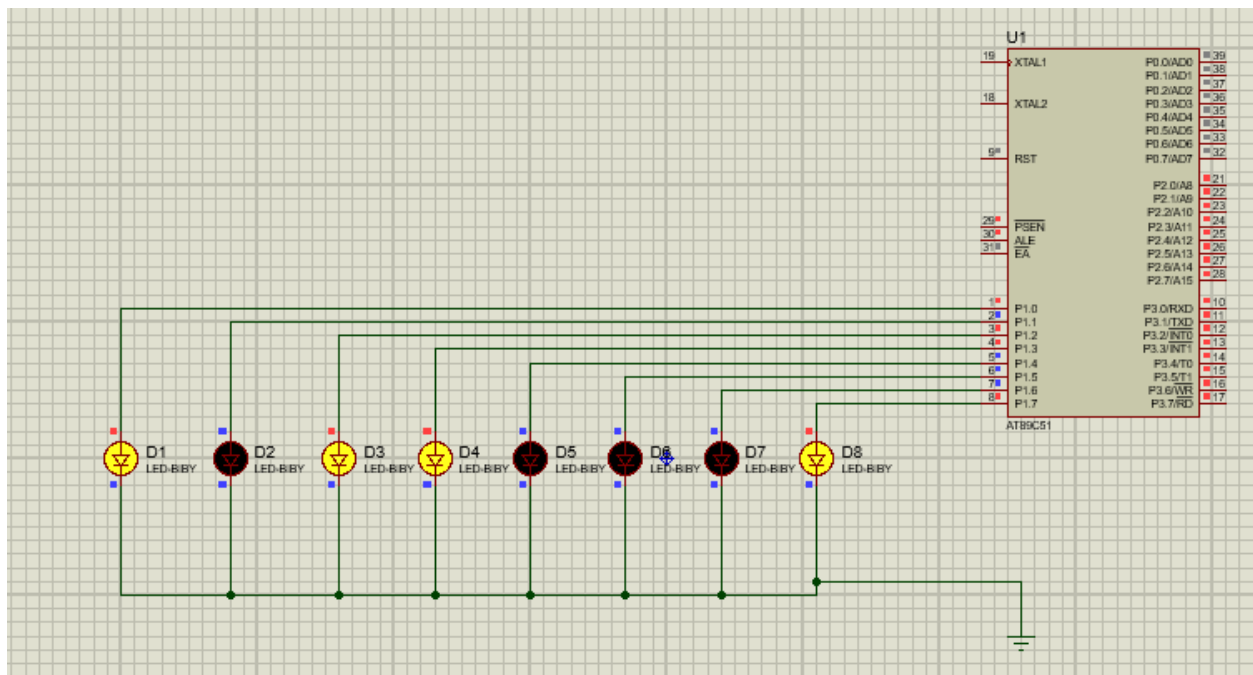 U1
19 XTAL1
18 XTAL2
9 RST
29 PSEN
30 ALE
31 EA
1 P1.0
2 P1.1
3 P1.2
4 P1.3
5 P1.4
6 P1.5
7 P1.6
8 P1.7
P0.0/AD0 39
P0.1/AD1 38
P0.2/AD2 37
P0.3/AD3 36
P0.4/AD4 35
P0.5/AD5 34
P0.6/AD6 33
P0.7/AD7 32
P2.0/A8 21
P2.1/A9 22
P2.2/A10 23
P2.3/A11 24
P2.4/A12 25
P2.5/A13 26
P2.6/A14 27
P2.7/A15 28
P3.0/RXD 10
P3.1/TXD 11
P3.2/INT0 12
P3.3/INT1 13
P3.4/T0 14
P3.5/T1 15
P3.6/WR 16
P3.7/RD 17
AT89C51
D1
LED-BIBY
D2
LED-BIBY
D3
LED-BIBY
D4
LED-BIBY
D5
LED-BIBY
D6
LED-BIBY
D7
LED-BIBY
D8
LED-BIBY